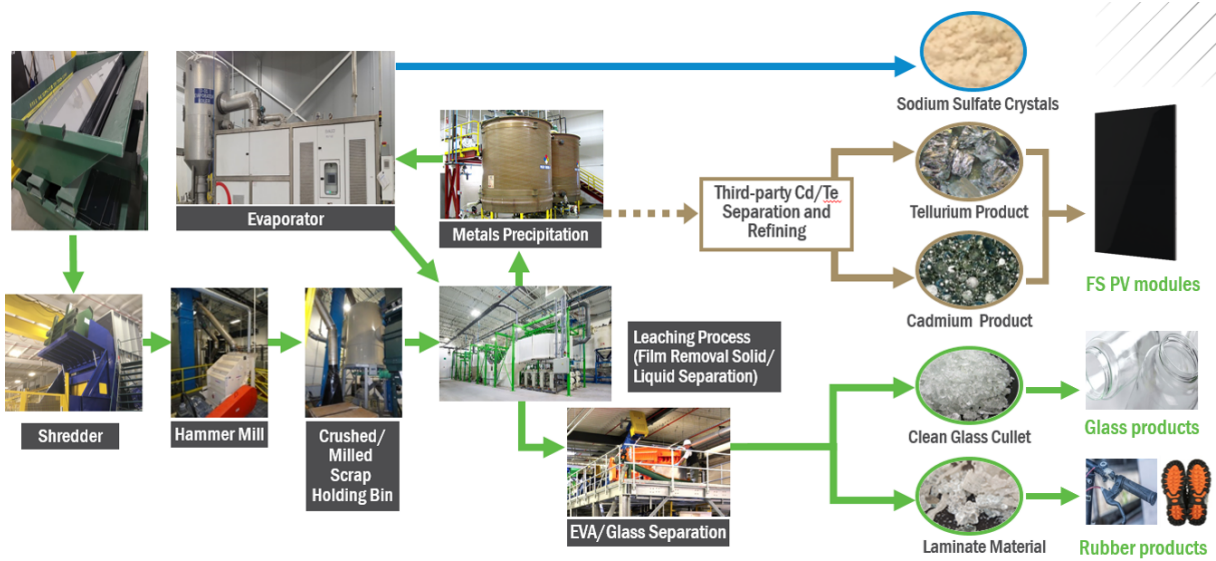 Sodium Sulfate Crystals
Evaporator
Metals Precipitation
Third-party Cd/Te
Separation and
Refining
Tellurium Product
Cadmium Product
FS PV modules
Shredder
Hammer Mill
Crushed/
Milled
Scrap
Holding Bin
Leaching Process
(Film Removal Solid/
Liquid Separation)
EVA/Glass Separation
Clean Glass Cullet
Glass products
Laminate Material
Rubber products